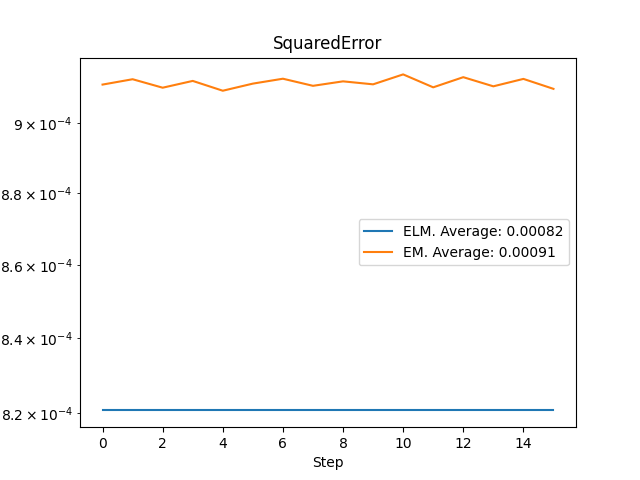 SquaredError
9 × 10⁻⁴
8.8 × 10⁻⁴
8.6 × 10⁻⁴
8.4 × 10⁻⁴
8.2 × 10⁻⁴
ELM. Average: 0.00082
EM. Average: 0.00091
0 2 4 6 8 10 12 14
Step